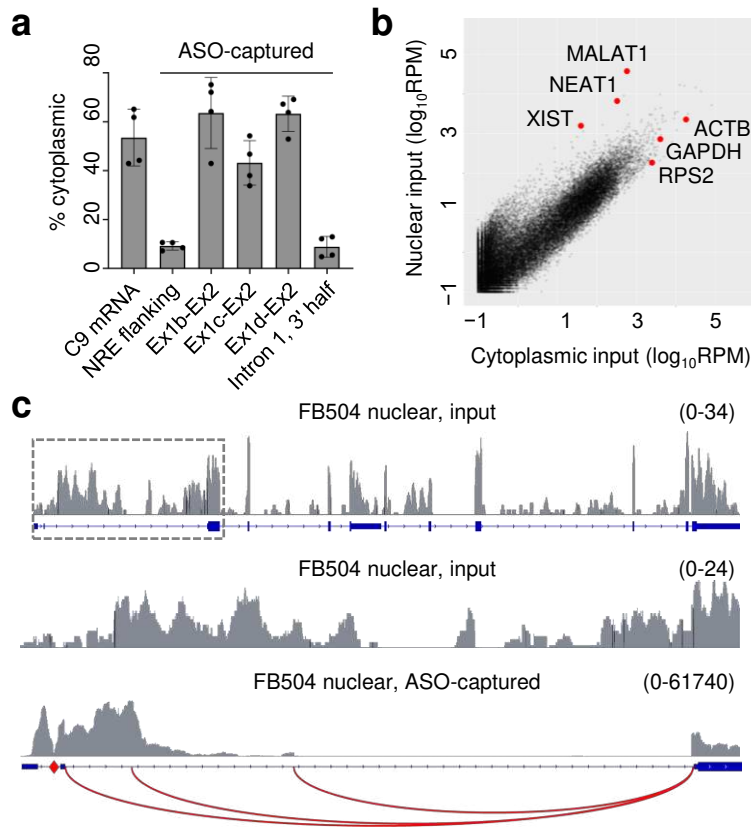 a
ASO-captured
% cytoplasmic
80
60
40
20
0
C9 mRNA
NRE flanking
Ex1b-Ex2
Ex1c-Ex2
Ex1d-Ex2
Intron 1, 3' half
b
Nuclear input (log10RPM)
5
3
1
−1
MALAT1
NEAT1
XIST
ACTB
GAPDH
RPS2
−1 1 3 5
Cytoplasmic input (log10RPM)
c
FB504 nuclear, input (0-34)
FB504 nuclear, input (0-24)
FB504 nuclear, ASO-captured (0-61740)